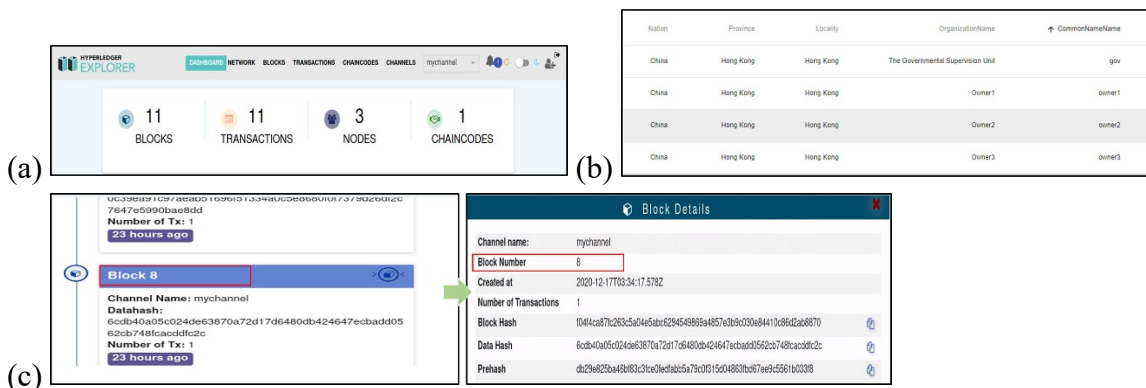 HYPERLEDGER
EXPLORER
DASHBOARD NETWORK BLOCKS TRANSACTIONS CHAINCODES CHANNELS mychannel
11
BLOCKS
11
TRANSACTIONS
3
NODES
1
CHAINCODES
(a)
Nation Province Locality OrganizationName CommonNameName
China Hong Kong Hong Kong The Governmental Supervision Unit gov
China Hong Kong Hong Kong Owner1 owner1
China Hong Kong Hong Kong Owner2 owner2
China Hong Kong Hong Kong Owner3 owner3
(b)
7647e5990bae8dd
Number of Tx: 1
23 hours ago
Block 8
Channel Name: mychannel
Datahash:
6cdb40a05c024de63870a72d17d6480db424647ecbadd05
62cb748fcacddfc2c
Number of Tx: 1
23 hours ago
Block Details
X
Channel name: mychannel
Block Number 8
Created at 2020-12-17T03:34:17.578Z
Number of Transactions 1
Block Hash f04f4ca87fc263c5a04e5abc6294549869a4857e3b9c030e84410c86d2ab8870
Data Hash 6cdb40a05c024de63870a72d17d6480db424647ecbadd0562cb748fcacddfc2c
Prehash
(c)